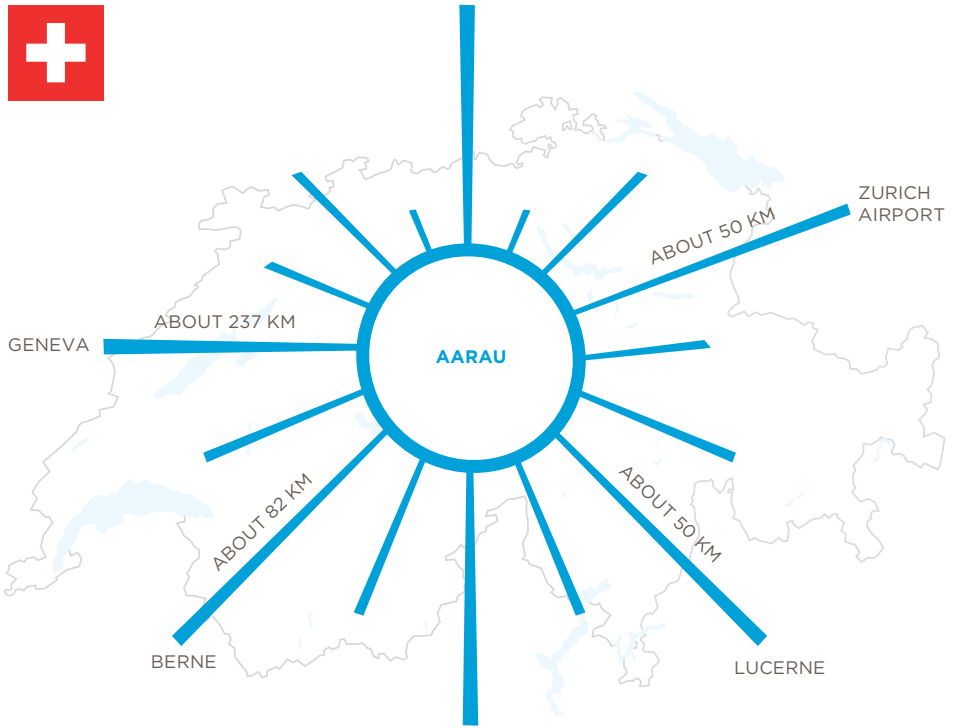 ZURICH
AIRPORT
ABOUT 50 KM
ABOUT 237 KM
GENEVA
AARAU
ABOUT 82 KM
ABOUT 50 KM
BERNE
LUCERNE